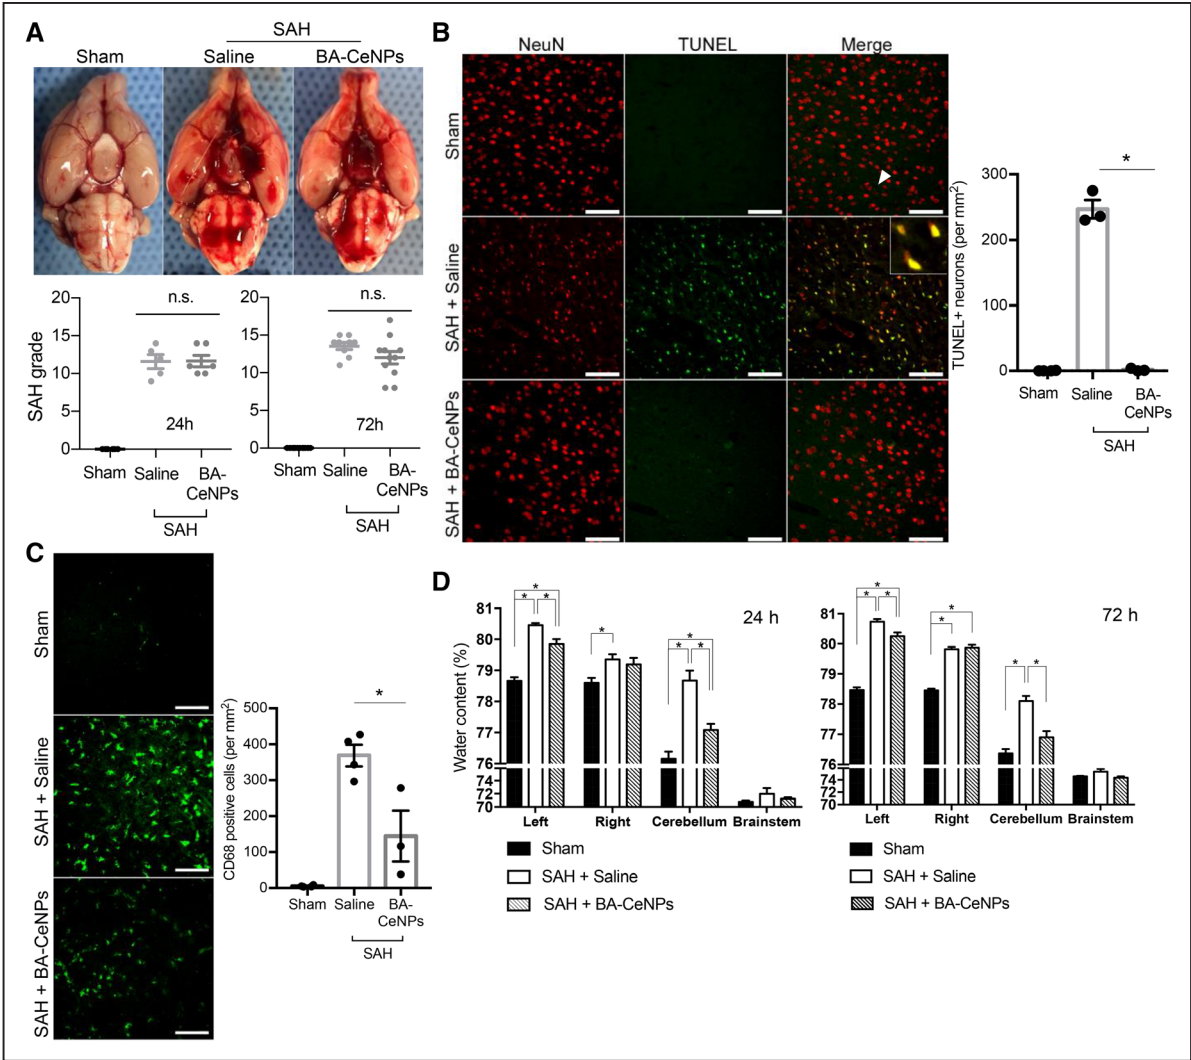 A
SAH
Sham
Saline
BA-CeNPs
SAH grade
20
15
10
5
0
n.s.
24h
Sham
Saline
BA-
CeNPs
SAH
20
15
10
5
0
n.s.
72h
Sham
Saline
BA-
CeNPs
SAH
B
NeuN
TUNEL
Merge
Sham
SAH + Saline
SAH + BA-CeNPs
TUNEL+ neurons (per mm²)
300
200
100
0
*
Sham
Saline
BA-
CeNPs
SAH
C
Sham
SAH + Saline
SAH + BA-CeNPs
CD68 positive cells (per mm²)
500
400
300
200
100
0
*
Sham
Saline
BA-
CeNPs
SAH
D
Water content (%)
81
80
79
78
77
76
74
72
70
24 h
*
* *
*
*
* *
Left
Right
Cerebellum
Brainstem
Sham
SAH + Saline
SAH + BA-CeNPs
81
80
79
78
77
76
74
72
70
72 h
*
* *
*
*
* *
Left
Right
Cerebellum
Brainstem
Sham
SAH + Saline
SAH + BA-CeNPs